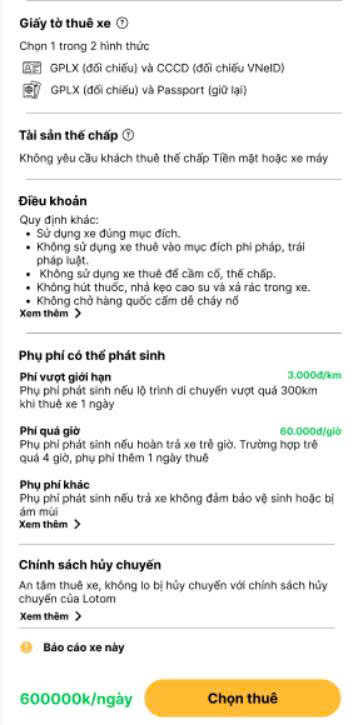 Giấy tờ thuê xe
Chọn 1 trong 2 hình thức
GPLX (đối chiếu) và CCCD (đối chiếu VNeID)
GPLX (đối chiếu) và Passport (giữ lại)
Tài sản thế chấp
Không yêu cầu khách thuê thế chấp Tiền mặt hoặc xe máy
Điều khoản
Quy định khác:
• Sử dụng xe đúng mục đích.
• Không sử dụng xe thuê vào mục đích phi pháp, trái
pháp luật.
• Không sử dụng xe thuê để cầm cố, thế chấp.
• Không hút thuốc, nhả kẹo cao su và xả rác trong xe.
• Không chở hàng quốc cấm dễ cháy nổ
Xem thêm >
Phụ phí có thể phát sinh
Phí vượt giới hạn 3.000đ/km
Phụ phí phát sinh nếu lộ trình di chuyển vượt quá 300km
khi thuê xe 1 ngày
Phí quá giờ 60.000đ/giờ
Phụ phí phát sinh nếu hoàn trả xe trễ giờ. Trường hợp trễ
quá 4 giờ, phụ phí thêm 1 ngày thuê
Phụ phí khác
Phụ phí phát sinh nếu trả xe không đảm bảo vệ sinh hoặc bị
ám mùi
Xem thêm >
Chính sách hủy chuyến
An tâm thuê xe, không lo bị hủy chuyến với chính sách hủy
chuyến của Lotom
Xem thêm >
Báo cáo xe này
600000k/ngày
Chọn thuê